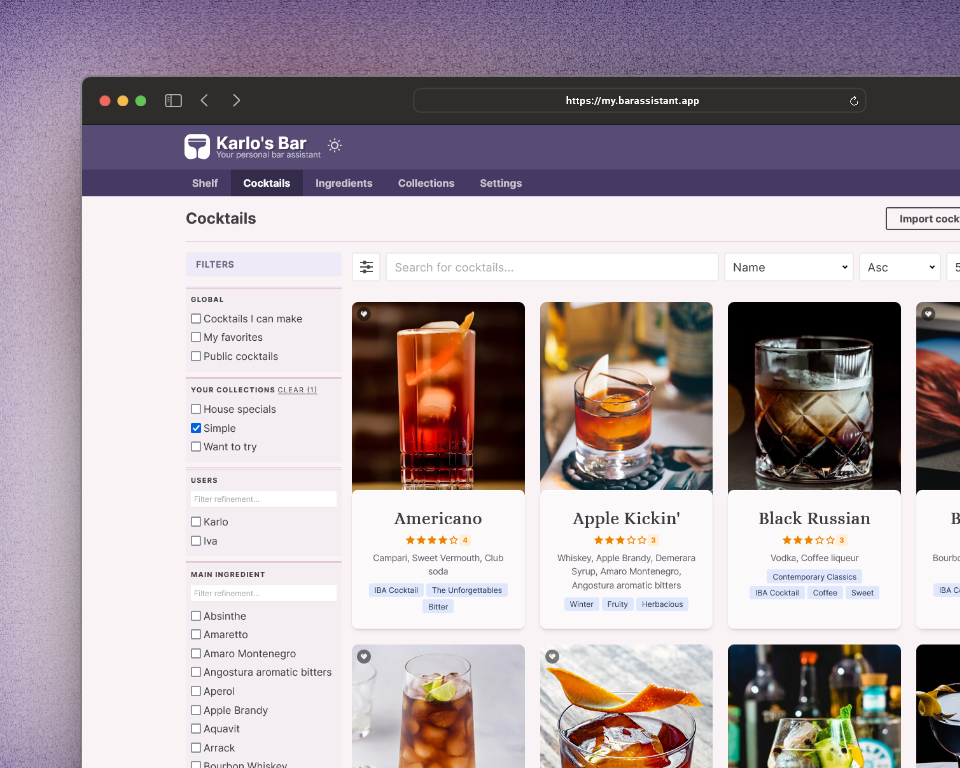 https://my.barassistant.app
Karlo's Bar
Your personal bar assistant
Shelf
Cocktails
Ingredients
Collections
Settings
Cocktails
Import cock
FILTERS
Search for cocktails...
Name
Asc
5
GLOBAL
Cocktails I can make
My favorites
Public cocktails
YOUR COLLECTIONS CLEAR (1)
House specials
Simple
Want to try
USERS
Filter refinement...
Karlo
Iva
MAIN INGREDIENT
Filter refinement...
Absinthe
Amaretto
Amaro Montenegro
Angostura aromatic bitters
Aperol
Apple Brandy
Aquavit
Arrack
Bourbon Whiskey
Americano
4
Campari, Sweet Vermouth, Club
soda
IBA Cocktail
The Unforgettables
Bitter
Apple Kickin'
3
Whiskey, Apple Brandy, Demerara
Syrup, Amaro Montenegro,
Angostura aromatic bitters
Winter
Fruity
Herbacious
Black Russian
3
Vodka, Coffee liqueur
Contemporary Classics
IBA Cocktail
Coffee
Sweet
B
Bourbo
IBA C